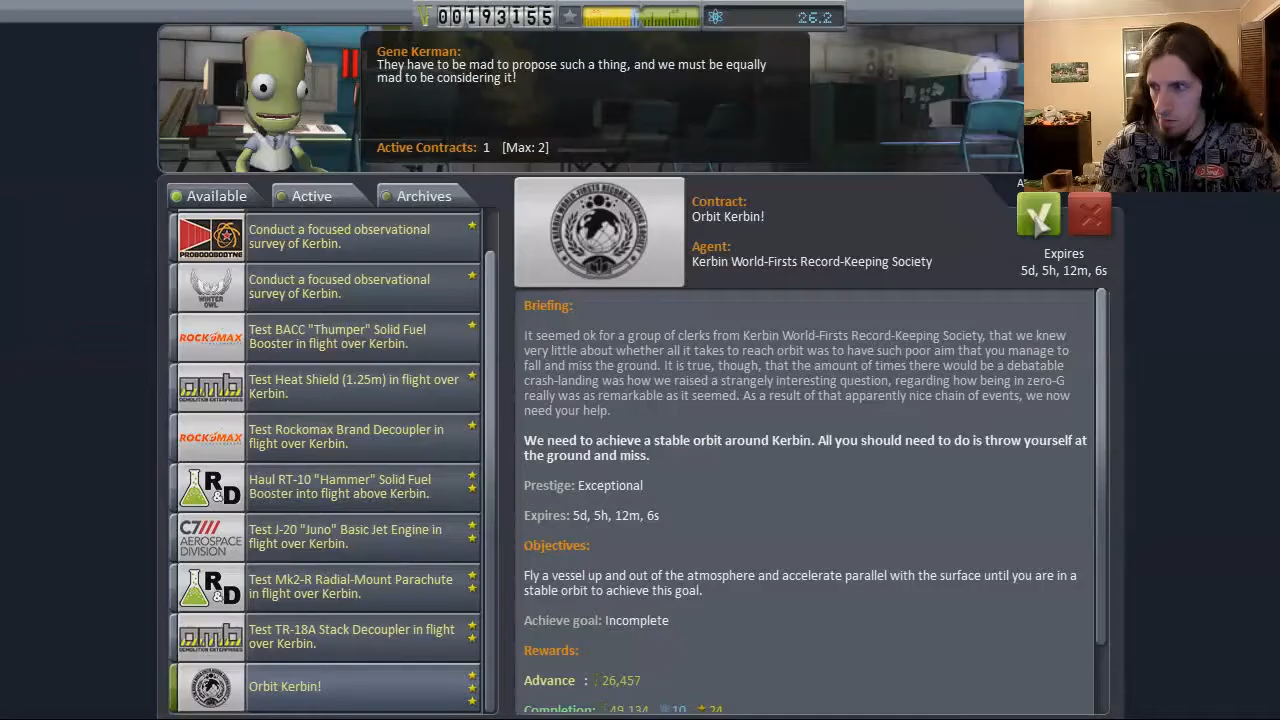 00193155
26.2
Gene Kerman:
They have to be mad to propose such a thing, and we must be equally
mad to be considering it!
Active Contracts: 1 [Max: 2]
Available
Active
Archives
Conduct a focused observational
survey of Kerbin.
PROBODOBODYNE
Conduct a focused observational
survey of Kerbin.
WINTER
OWL
Test BACC "Thumper" Solid Fuel
Booster in flight over Kerbin.
ROCKOMAX
Test Heat Shield (1.25m) in flight over
Kerbin.
Test Rockomax Brand Decoupler in
flight over Kerbin.
ROCKOMAX
Haul RT-10 "Hammer" Solid Fuel
Booster into flight above Kerbin.
R&D
Test J-20 "Juno" Basic Jet Engine in
flight over Kerbin.
C7
AEROSPACE
DIVISION
Test Mk2-R Radial-Mount Parachute
in flight over Kerbin.
R&D
Test TR-18A Stack Decoupler in flight
over Kerbin.
Orbit Kerbin!
Contract:
Orbit Kerbin!
Agent:
Kerbin World-Firsts Record-Keeping Society
Expires
5d, 5h, 12m, 6s
Briefing:
It seemed ok for a group of clerks from Kerbin World-Firsts Record-Keeping Society, that we knew
very little about whether all it takes to reach orbit was to have such poor aim that you manage to
fall and miss the ground. It is true, though, that the amount of times there would be a debatable
crash-landing was how we raised a strangely interesting question, regarding how being in zero-G
really was as remarkable as it seemed. As a result of that apparently nice chain of events, we now
need your help.
We need to achieve a stable orbit around Kerbin. All you should need to do is throw yourself at
the ground and miss.
Prestige: Exceptional
Expires: 5d, 5h, 12m, 6s
Objectives:
Fly a vessel up and out of the atmosphere and accelerate parallel with the surface until you are in a
stable orbit to achieve this goal.
Achieve goal: Incomplete
Rewards:
Advance : 26,457
Completion: 49,134 10 24